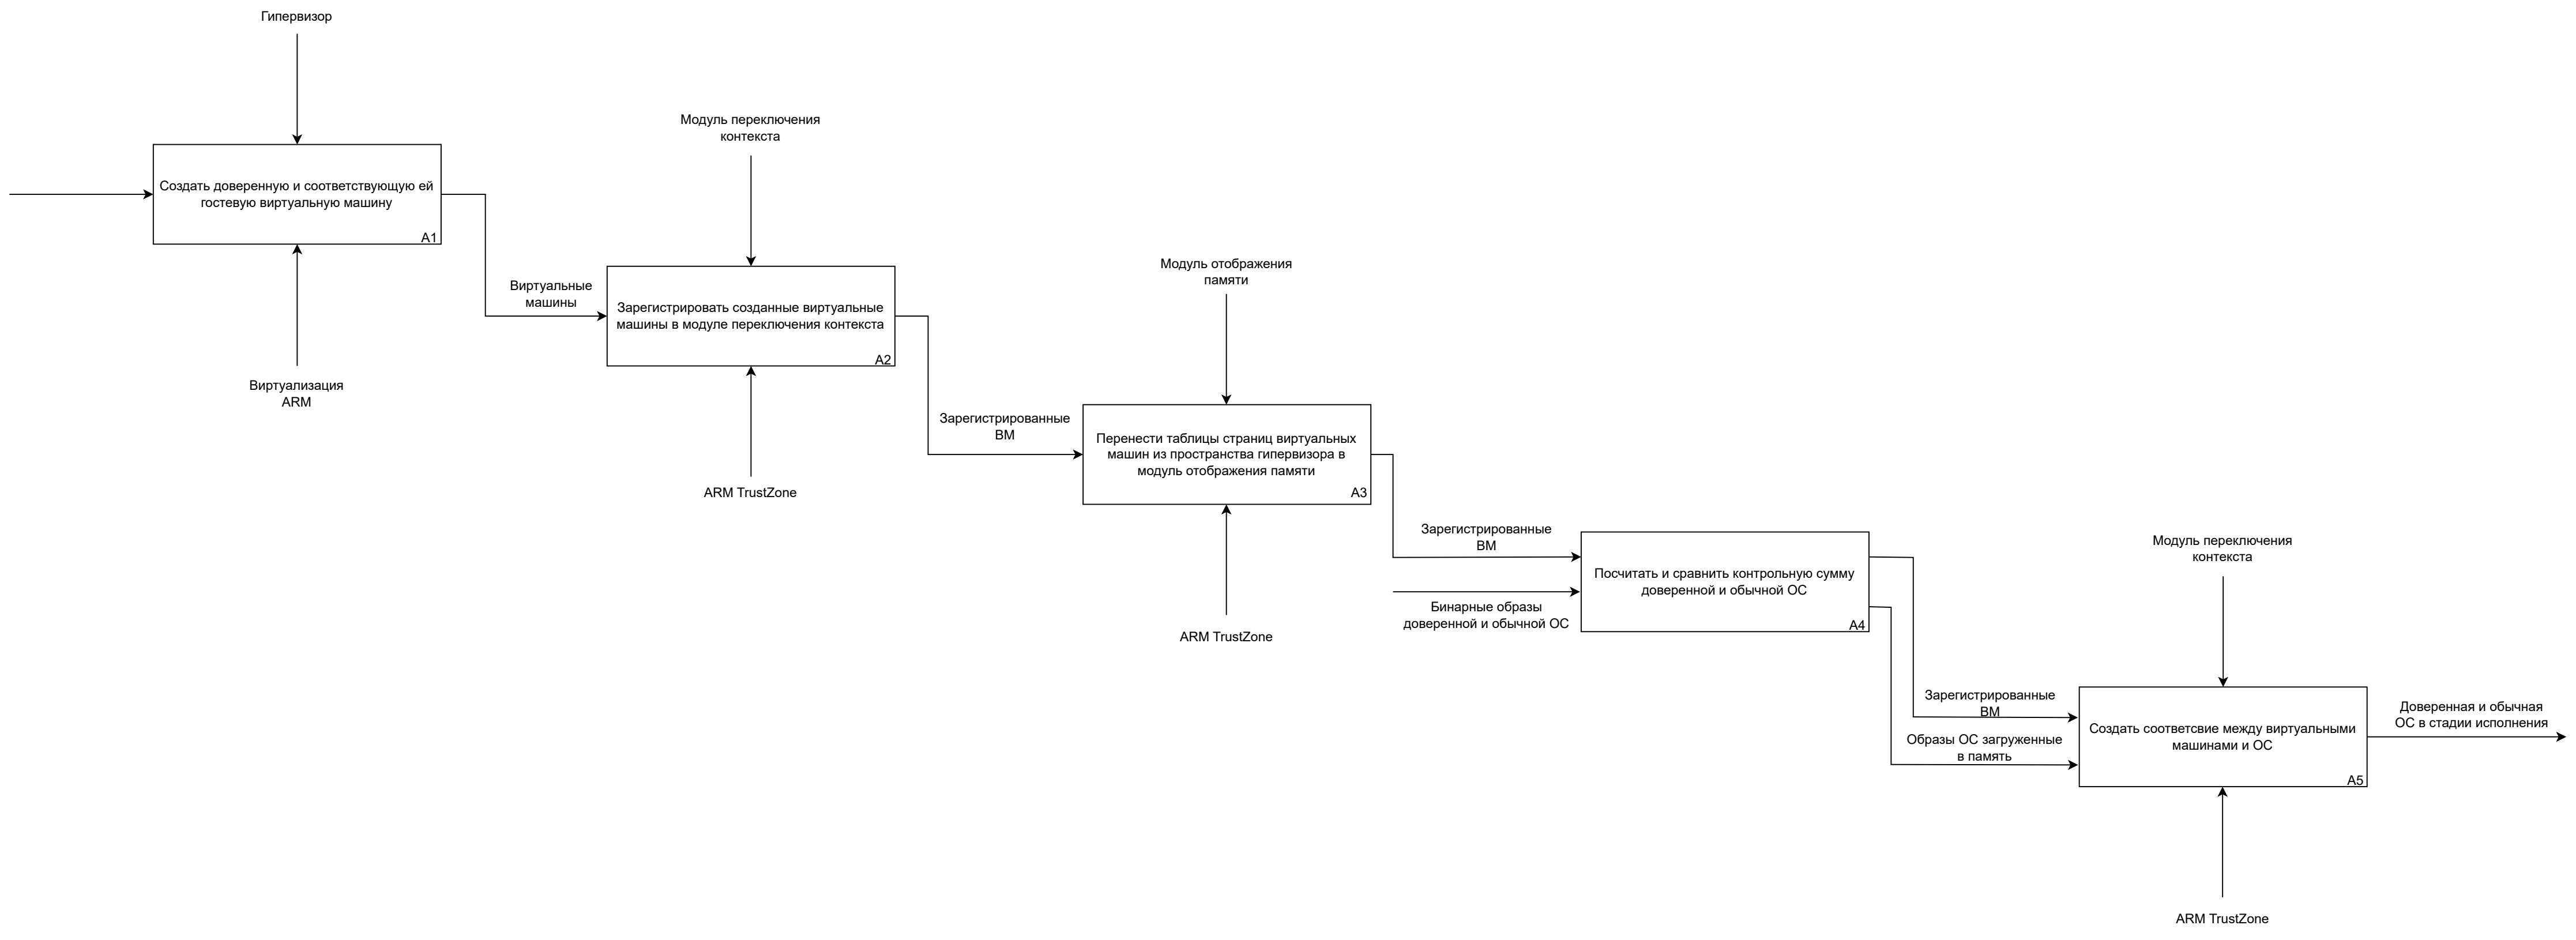 Гипервизор
Создать доверенную и соответствующую ей
гостевую виртуальную машину
A1
Виртуализация
ARM
Виртуальные
машины
Модуль переключения
контекста
Зарегистрировать созданные виртуальные
машины в модуле переключения контекста
A2
ARM TrustZone
Зарегистрированные
ВМ
Модуль отображения
памяти
Перенести таблицы страниц виртуальных
машин из пространства гипервизора в
модуль отображения памяти
A3
ARM TrustZone
Зарегистрированные
ВМ
Бинарные образы
доверенной и обычной ОС
Посчитать и сравнить контрольную сумму
доверенной и обычной ОС
A4
Зарегистрированные
ВМ
Образы ОС загруженные
в память
Модуль переключения
контекста
Создать соответсвие между виртуальными
машинами и ОС
A5
ARM TrustZone
Доверенная и обычная
ОС в стадии исполнения